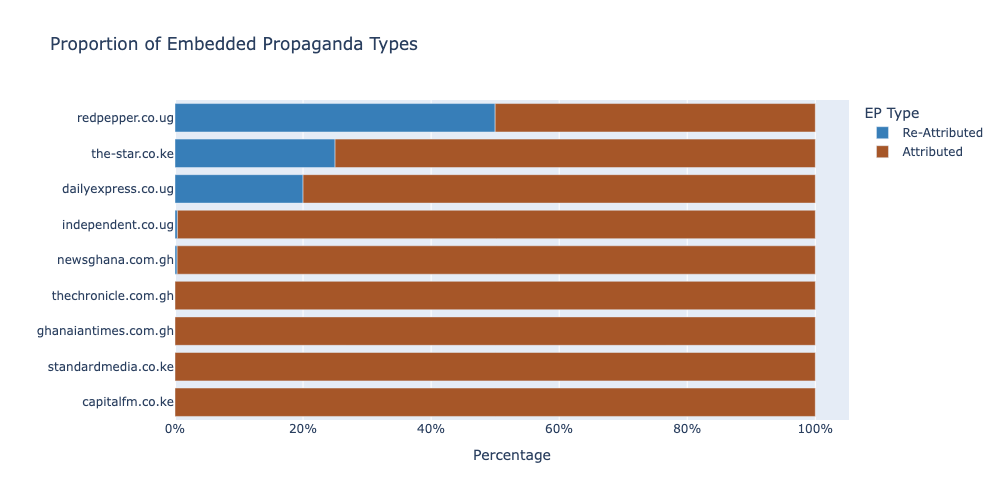 Proportion of Embedded Propaganda Types
redpepper.co.ug
the-star.co.ke
dailyexpress.co.ug
independent.co.ug
newsghana.com.gh
thechronicle.com.gh
ghanaiantimes.com.gh
standardmedia.co.ke
capitalfm.co.ke
0% 20% 40% 60% 80% 100%
Percentage
EP Type
Re-Attributed
Attributed